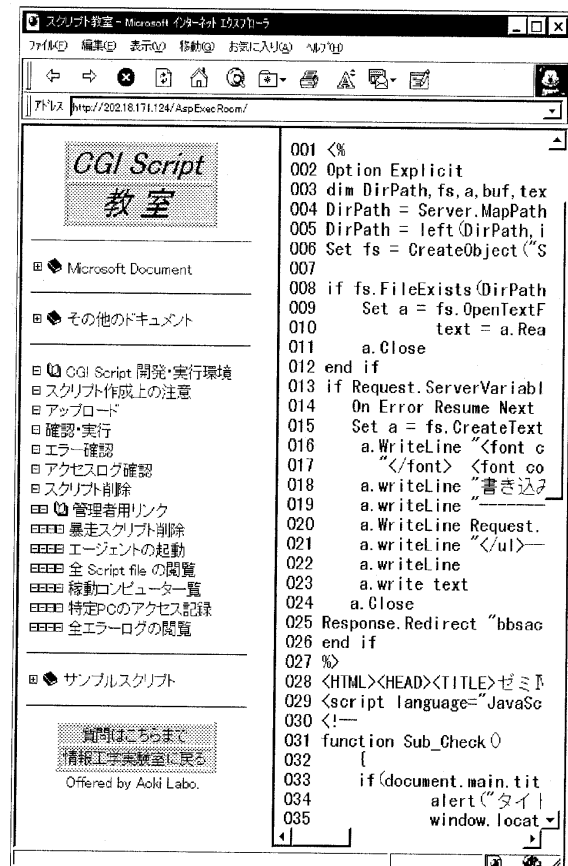 スクリプト教室 - Microsoft インターネット エクスプローラ
ファイル(F) 編集(E) 表示(V) 移動(G) お気に入り(A) ヘルプ(H)
アドレス http://202.18.171.124/AspExecRoom/
CGI Script
教室
Microsoft Document
その他のドキュメント
CGI Script 開発・実行環境
スクリプト作成上の注意
アップロード
確認・実行
エラー確認
アクセスログ確認
スクリプト削除
管理者用リンク
暴走スクリプト削除
エージェントの起動
全 Script file の閲覧
稼動コンピューター覧
特定PCのアクセス記録
全エラーログの閲覧
サンプルスクリプト
質問はこちらまで
情報工学実験室に戻る
Offered by Aoki Labo.
001 <%
002 Option Explicit
003 dim DirPath,fs,a,buf,tex
004 DirPath = Server.MapPath
005 DirPath = left(DirPath,i
006 Set fs = CreateObject("S
007
008 if fs.FileExists(DirPath
009 Set a = fs.OpenTextF
010 text = a.Rea
011 a.Close
012 end if
013 if Request.ServerVariabl
014 On Error Resume Next
015 Set a = fs.CreateText
016 a.WriteLine "<font c
017 "</font> <font co
018 a.writeLine "書き込み
019 a.writeLine "--------
020 a.WriteLine Request.
021 a.writeLine "</ul>──
022 a.writeLine
023 a.write text
024 a.Close
025 Response.Redirect "bbsac
026 end if
027 %>
028 <HTML><HEAD><TITLE>ゼミ
029 <script language="JavaSc
030 <!--
031 function Sub_Check()
032 {
033 if(document.main.tit
034 alert("タイト
035 window.locat